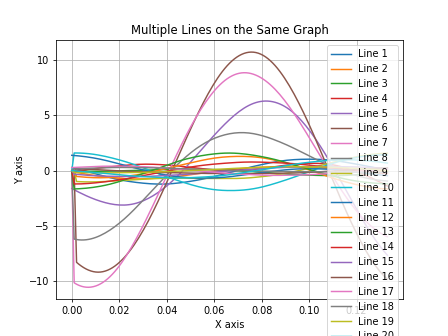 Multiple Lines on the Same Graph
Y axis
10
5
0
−5
−10
0.00 0.02 0.04 0.06 0.08 0.10
X axis
Line 1
Line 2
Line 3
Line 4
Line 5
Line 6
Line 7
Line 8
Line 9
Line 10
Line 11
Line 12
Line 13
Line 14
Line 15
Line 16
Line 17
Line 18
Line 19
Line 20